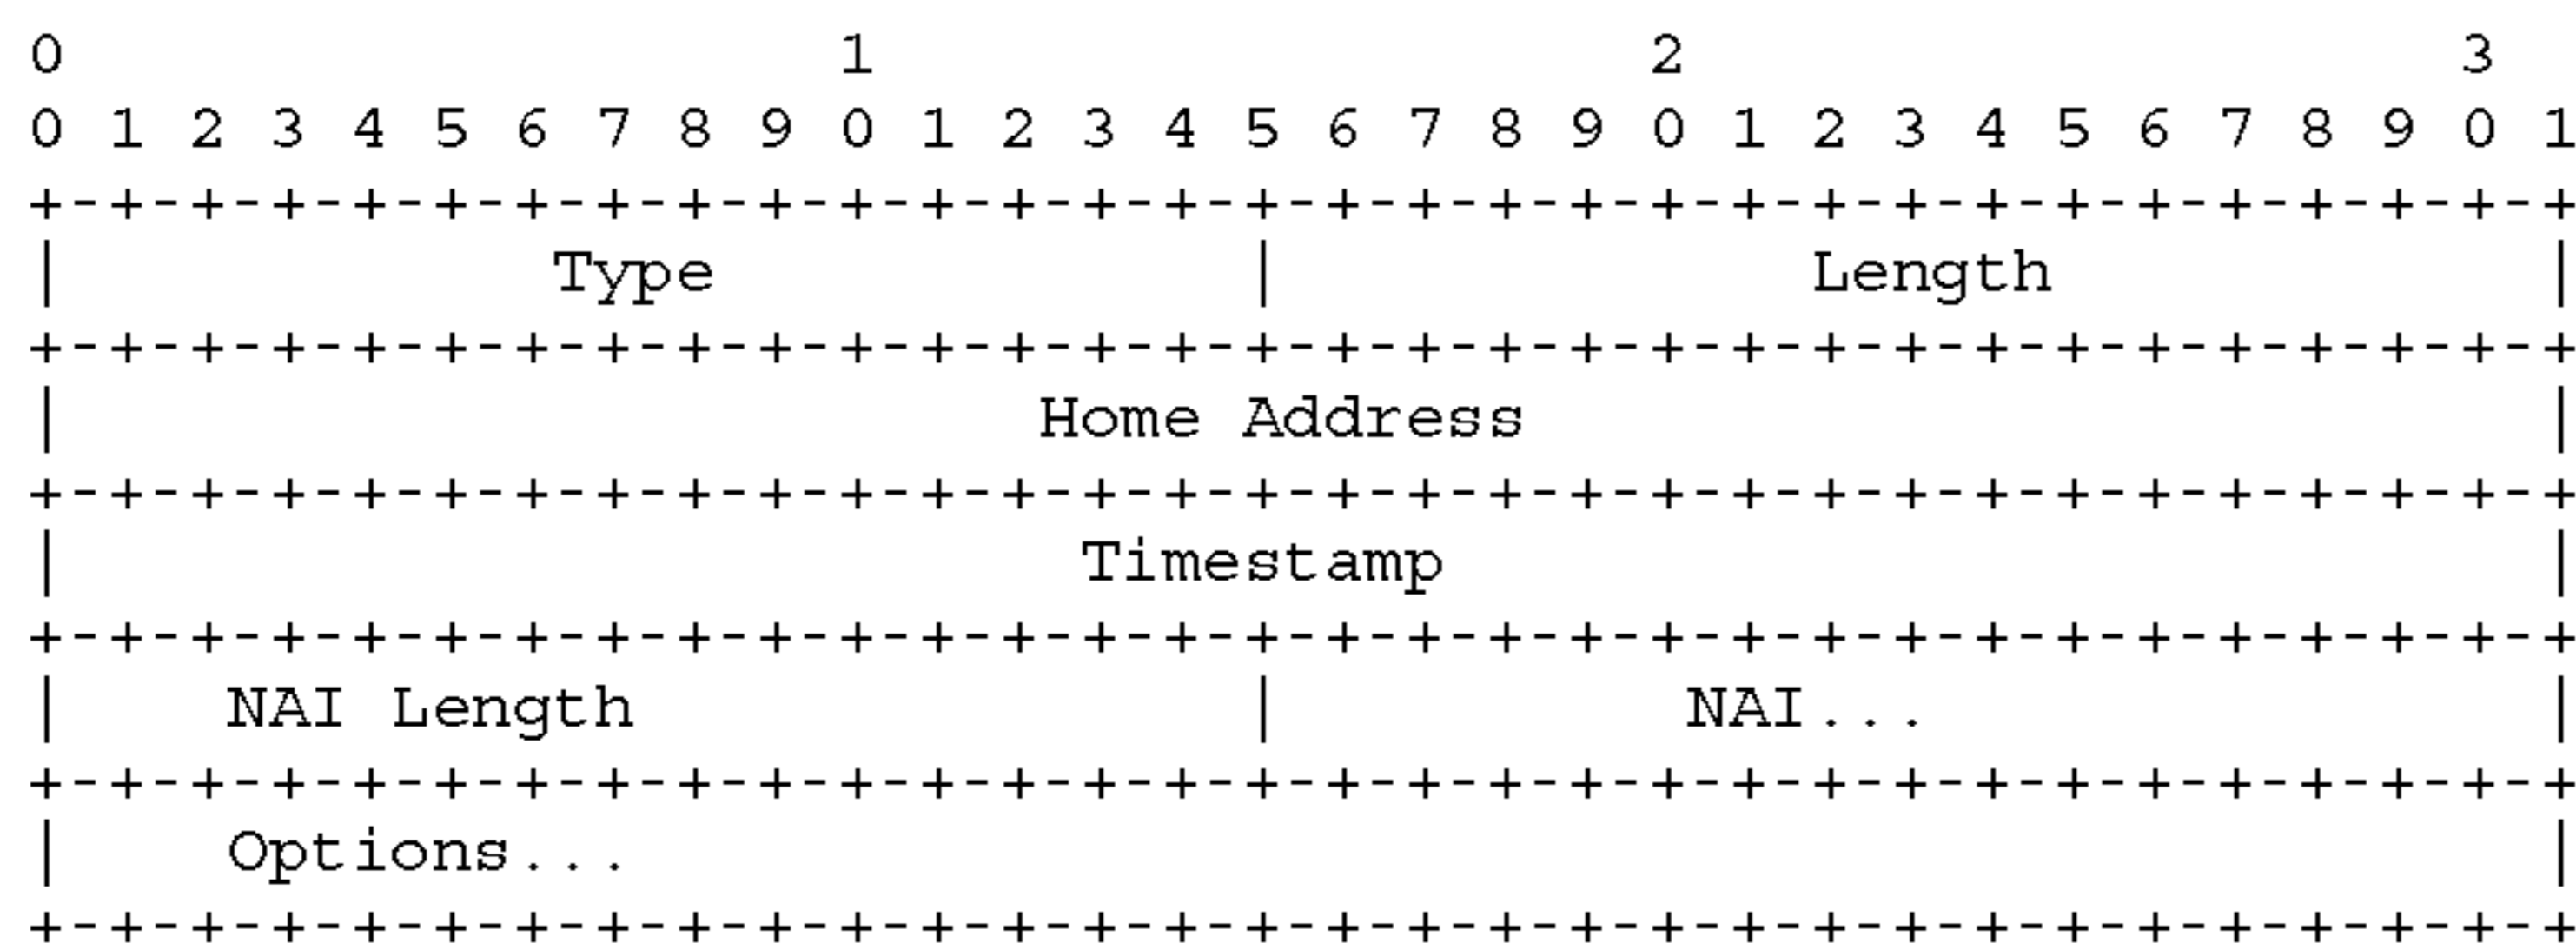 0                   1                   2                   3
0 1 2 3 4 5 6 7 8 9 0 1 2 3 4 5 6 7 8 9 0 1 2 3 4 5 6 7 8 9 0 1
+-+-+-+-+-+-+-+-+-+-+-+-+-+-+-+-+-+-+-+-+-+-+-+-+-+-+-+-+-+-+-+
|            Type              |             Length            |
+-+-+-+-+-+-+-+-+-+-+-+-+-+-+-+-+-+-+-+-+-+-+-+-+-+-+-+-+-+-+-+
|                        Home Address                          |
+-+-+-+-+-+-+-+-+-+-+-+-+-+-+-+-+-+-+-+-+-+-+-+-+-+-+-+-+-+-+-+
|                         Timestamp                            |
+-+-+-+-+-+-+-+-+-+-+-+-+-+-+-+-+-+-+-+-+-+-+-+-+-+-+-+-+-+-+-+
|    NAI Length                |          NAI...               |
+-+-+-+-+-+-+-+-+-+-+-+-+-+-+-+-+-+-+-+-+-+-+-+-+-+-+-+-+-+-+-+
|    Options...                                                |
+-+-+-+-+-+-+-+-+-+-+-+-+-+-+-+-+-+-+-+-+-+-+-+-+-+-+-+-+-+-+-+